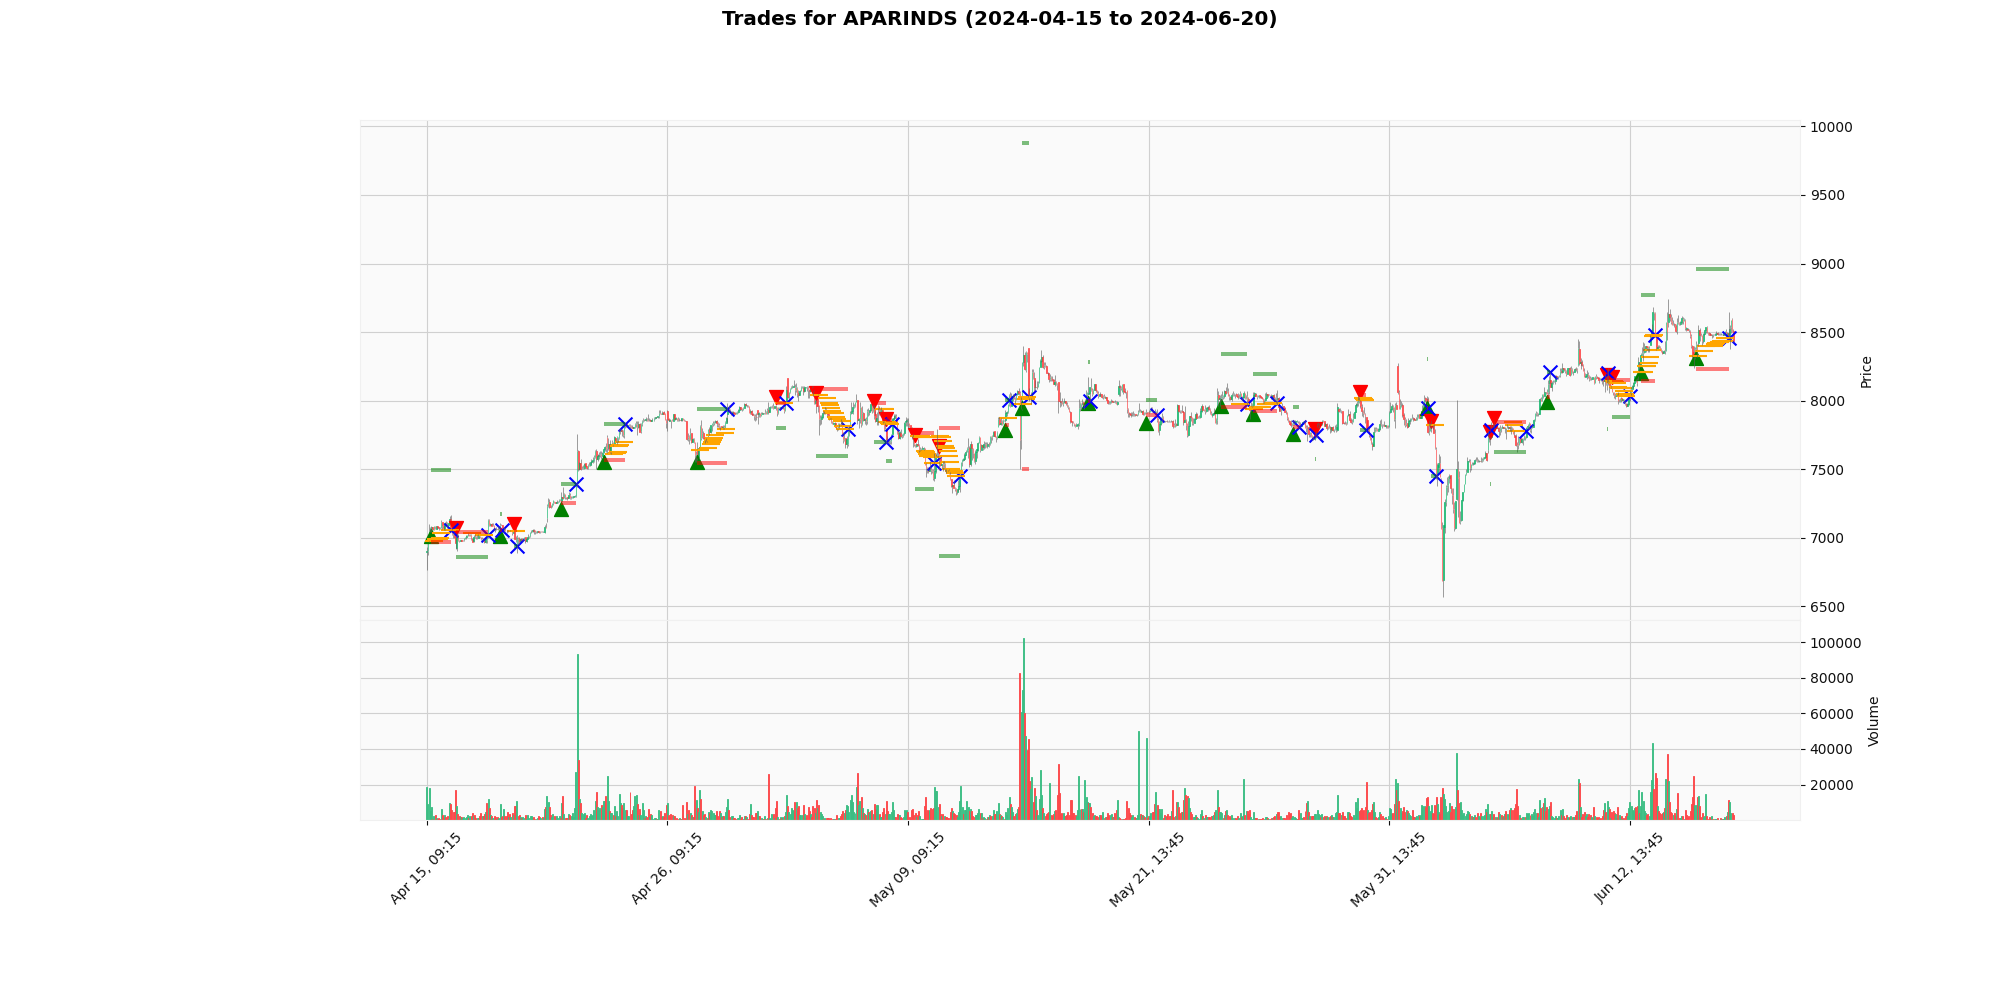 Trades for APARINDS (2024-04-15 to 2024-06-20)
10000
9500
9000
8500
8000
7500
7000
6500
Price
100000
80000
60000
40000
20000
Volume
Apr 15, 09:15
Apr 26, 09:15
May 09, 09:15
May 21, 13:45
May 31, 13:45
Jun 12, 13:45